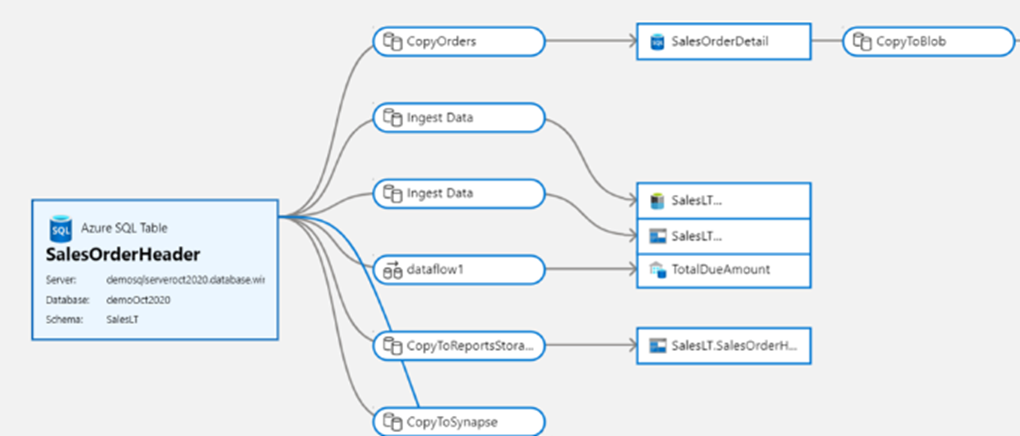 CopyOrders
SalesOrderDetail
CopyToBlob
Ingest Data
Ingest Data
SalesLT...
SQL
Azure SQL Table
SalesOrderHeader
Server: demosqlserveroct2020.database.wir
Database: demoOct2020
Schema: SalesLT
SalesLT...
dataflow1
TotalDueAmount
CopyToReportsStora...
SalesLT.SalesOrderH...
CopyToSynapse